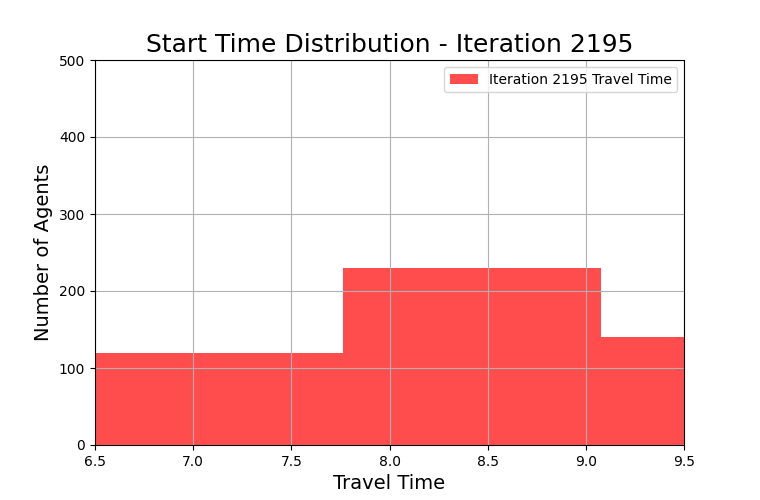 Start Time Distribution - Iteration 2195
Iteration 2195 Travel Time
Number of Agents
500
400
300
200
100
0
6.5 7.0 7.5 8.0 8.5 9.0 9.5
Travel Time